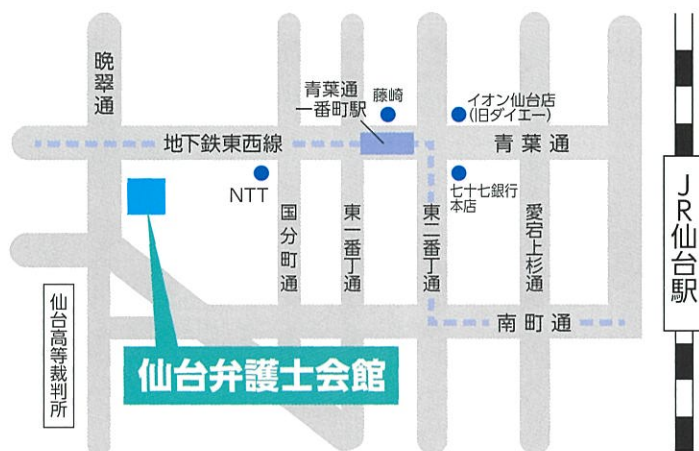 晩翠通
青葉通
一番町駅
藤崎
イオン仙台店
(旧ダイエー)
地下鉄東西線
青葉通
NTT
七十七銀行
本店
国分町通
東一番丁通
東二番丁通
愛宕上杉通
JR仙台駅
南町通
仙台高等裁判所
仙台弁護士会館